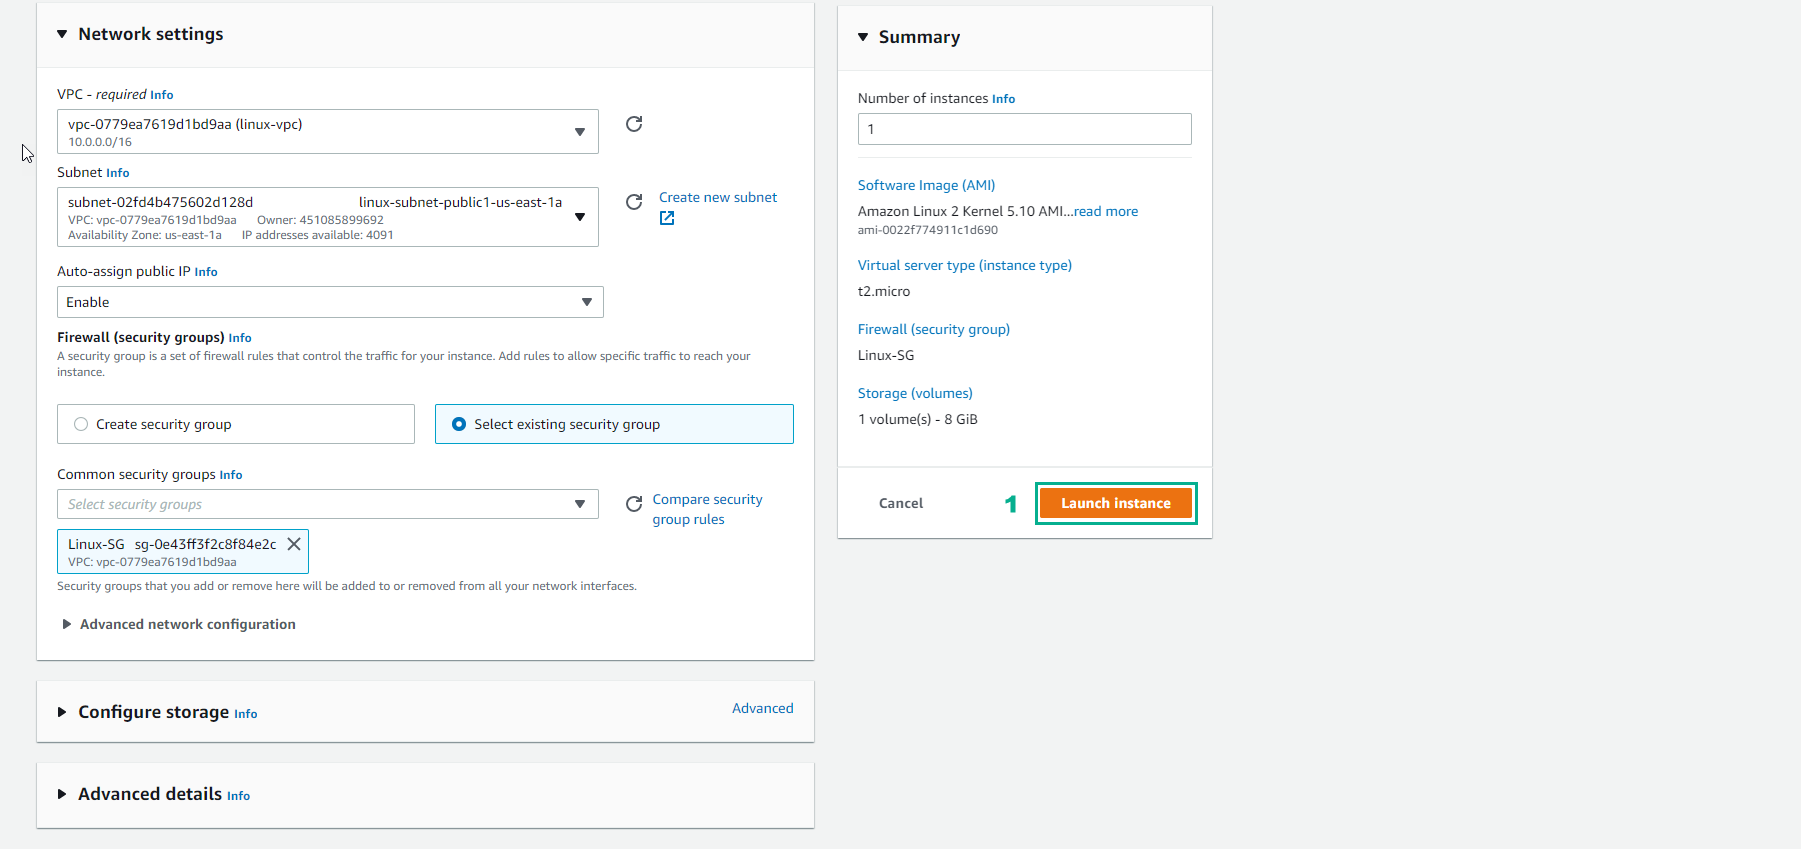 Network settings
VPC - required Info
vpc-0779ea7619d1bd9aa (linux-vpc)
10.0.0.0/16
Subnet Info
subnet-02fd4b475602d128d linux-subnet-public1-us-east-1a
VPC: vpc-0779ea7619d1bd9aa Owner: 451085899692
Availability Zone: us-east-1a IP addresses available: 4091
Create new subnet
Auto-assign public IP Info
Enable
Firewall (security groups) Info
A security group is a set of firewall rules that control the traffic for your instance. Add rules to allow specific traffic to reach your
instance.
Create security group
Select existing security group
Common security groups Info
Select security groups
Compare security
group rules
Linux-SG sg-0e43ff3f2c8f84e2c
VPC: vpc-0779ea7619d1bd9aa
Security groups that you add or remove here will be added to or removed from all your network interfaces.
Advanced network configuration
Configure storage Info
Advanced
Advanced details Info
Summary
Number of instances Info
1
Software Image (AMI)
Amazon Linux 2 Kernel 5.10 AMI...read more
ami-0022f774911c1d690
Virtual server type (instance type)
t2.micro
Firewall (security group)
Linux-SG
Storage (volumes)
1 volume(s) - 8 GiB
Cancel
1
Launch instance